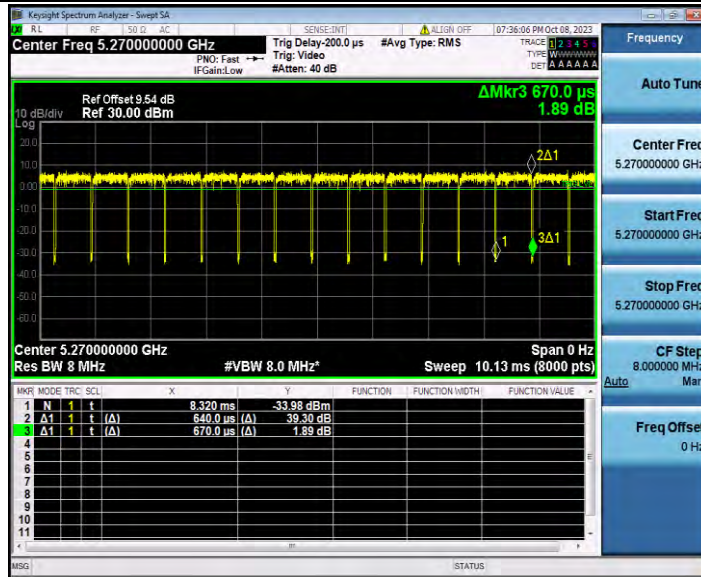 Keysight Spectrum Analyzer - Swept SA
RL RF 50 Ω AC SENSE:INT ALIGN OFF 07:36:06 PM Oct 08, 2023
Center Freq 5.270000000 GHz Trig Delay-200.0 µs #Avg Type: RMS TRACE 1 2 3 4 5 6
PNO: Fast Trig: Video TYPE W
IFGain:Low #Atten: 40 dB DET A A A A A A
Frequency
Auto Tune
Center Freq
5.270000000 GHz
Start Freq
5.270000000 GHz
Stop Freq
5.270000000 GHz
CF Step
8.000000 MHz
Auto Man
Freq Offset
0 Hz
ΔMkr3 670.0 µs
1.89 dB
Ref Offset 9.54 dB
10 dB/div Ref 30.00 dBm
Log
20.0
10.0
0.00
-10.0
-20.0
-30.0
-40.0
-50.0
-60.0
2Δ1
1
3Δ1
Center 5.270000000 GHz Span 0 Hz
Res BW 8 MHz #VBW 8.0 MHz* Sweep 10.13 ms (8000 pts)
MKR MODE TRC SCL X Y FUNCTION FUNCTION WIDTH FUNCTION VALUE
1 N 1 t 8.320 ms -33.98 dBm
2 Δ1 1 t (Δ) 640.0 µs (Δ) 39.30 dB
3 Δ1 1 t (Δ) 670.0 µs (Δ) 1.89 dB
4
5
6
7
8
9
10
11
MSG STATUS